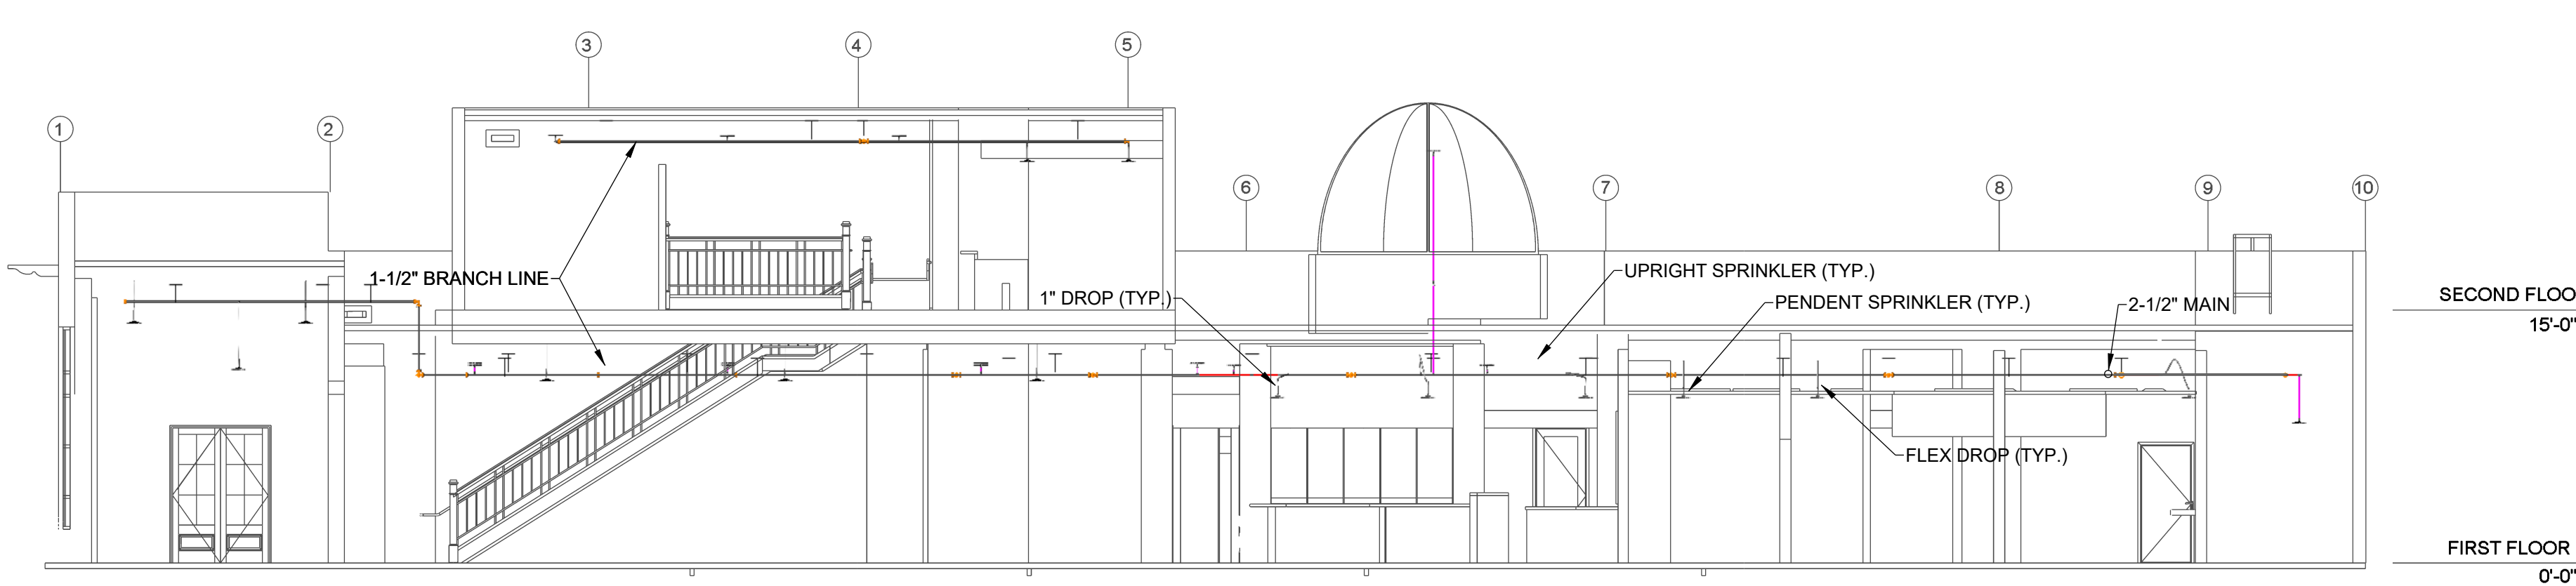 3
4
5
1
2
6
7
8
9
10
1-1/2" BRANCH LINE
1" DROP (TYP.)
UPRIGHT SPRINKLER (TYP.)
PENDENT SPRINKLER (TYP.)
2-1/2" MAIN
SECOND FLOO
15'-0"
FLEX DROP (TYP.)
FIRST FLOOR
0'-0"